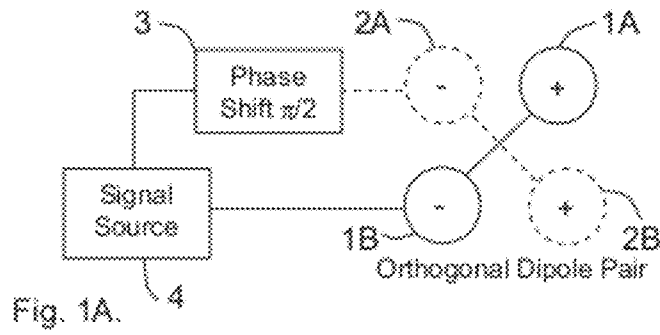 3
2A
1A
Phase
Shift π/2
-
+
Signal
Source
-
+
1B
2B
Orthogonal Dipole Pair
4
Fig. 1A.